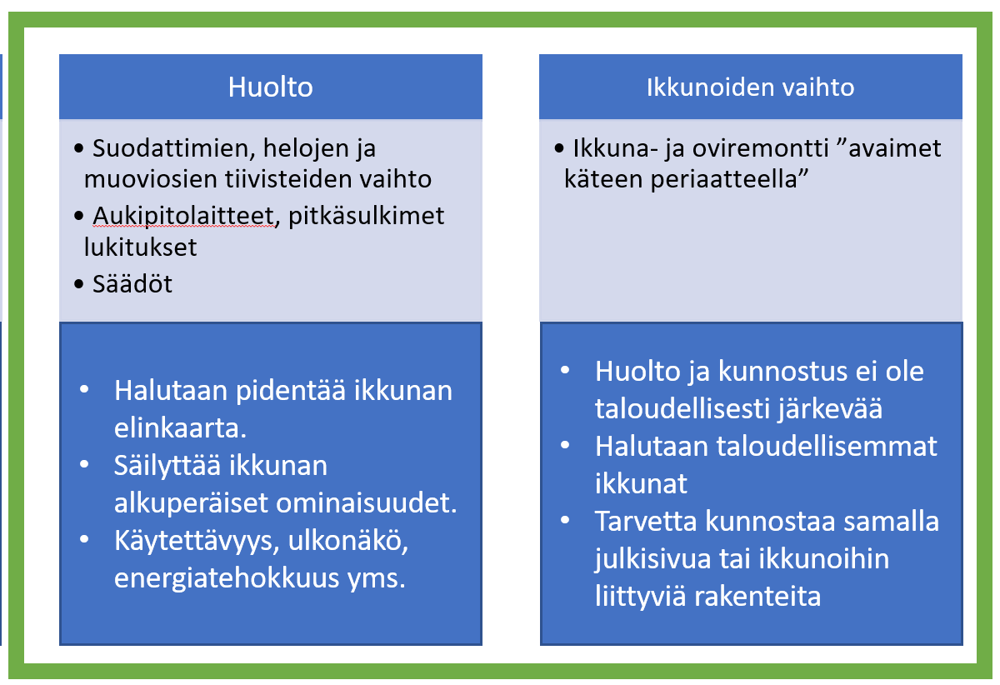 Huolto
• Suodattimien, helojen ja
muoviosien tiivisteiden vaihto
• Aukipitolaitteet, pitkäsulkimet
lukitukset
• Säädöt
• Halutaan pidentää ikkunan
elinkaarta.
• Säilyttää ikkunan
alkuperäiset ominaisuudet.
• Käytettävyys, ulkonäkö,
energiatehokkuus yms.
Ikkunoiden vaihto
• Ikkuna- ja oviremontti ”avaimet
käteen periaatteella”
• Huolto ja kunnostus ei ole
taloudellisesti järkevää
• Halutaan taloudellisemmat
ikkunat
• Tarvetta kunnostaa samalla
julkisivua tai ikkunoihin
liittyviä rakenteita